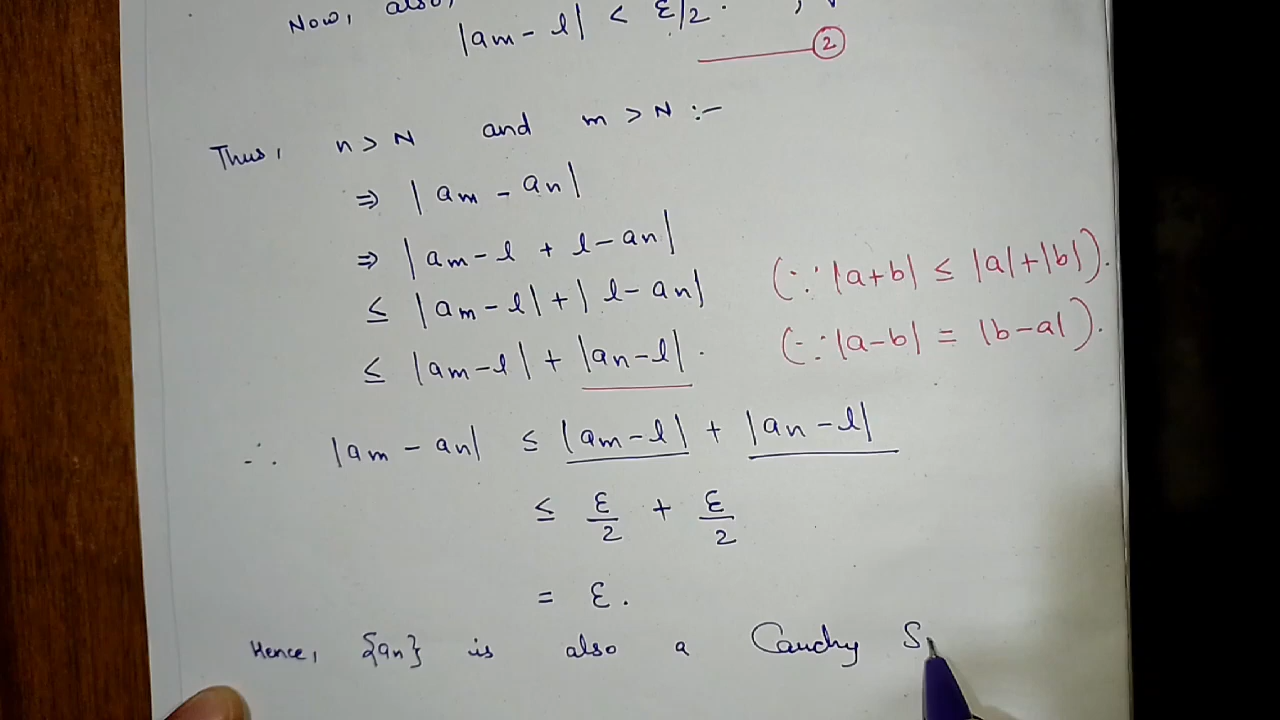 Now, also,
|am - l| < ε/2 . ,
②
Thus, n > N and m > N :-
⇒ |am - an|
⇒ |am - l + l - an|
≤ |am - l| + |l - an| (∵ |a+b| ≤ |a|+|b|).
≤ |am - l| + |an - l| . (∵ |a-b| = |b-a|).
∴ |am - an| ≤ |am - l| + |an - l|
≤ ε/2 + ε/2
= ε.
Hence, {an} is also a Cauchy S